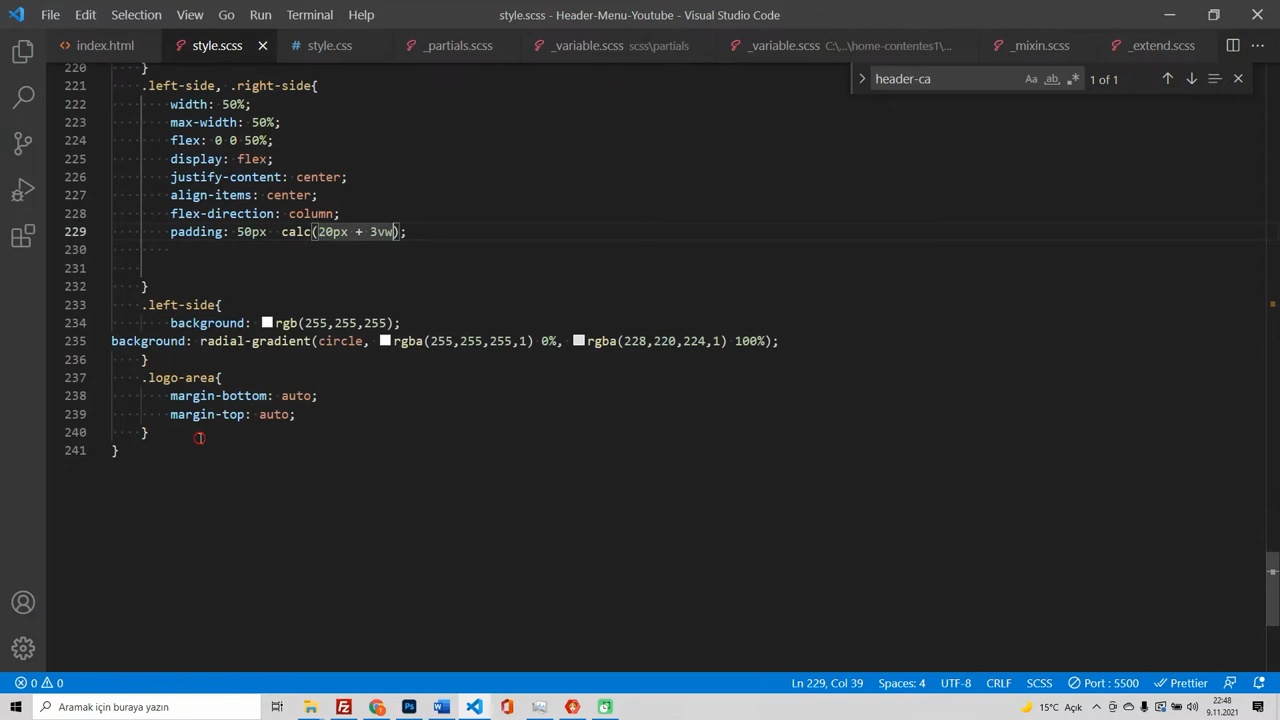 File Edit Selection View Go Run Terminal Help style.scss - Header-Menu-Youtube - Visual Studio Code
index.html style.scss style.css _partials.scss _variable.scss scss\partials _variable.scss C:\...\home-contentes1\... _mixin.scss _extend.scss
header-ca Aa ab 1 of 1
220 }
221 .left-side, .right-side{
222 width: 50%;
223 max-width: 50%;
224 flex: 0 0 50%;
225 display: flex;
226 justify-content: center;
227 align-items: center;
228 flex-direction: column;
229 padding: 50px calc(20px + 3vw);
230
231
232 }
233 .left-side{
234 background: rgb(255,255,255);
235 background: radial-gradient(circle, rgba(255,255,255,1) 0%, rgba(228,220,224,1) 100%);
236 }
237 .logo-area{
238 margin-bottom: auto;
239 margin-top: auto;
240 }
241 }
0 0 Ln 229, Col 39 Spaces: 4 UTF-8 CRLF SCSS Port : 5500 Prettier
Aramak için buraya yazın 15°C Açık 22:48
9.11.2021